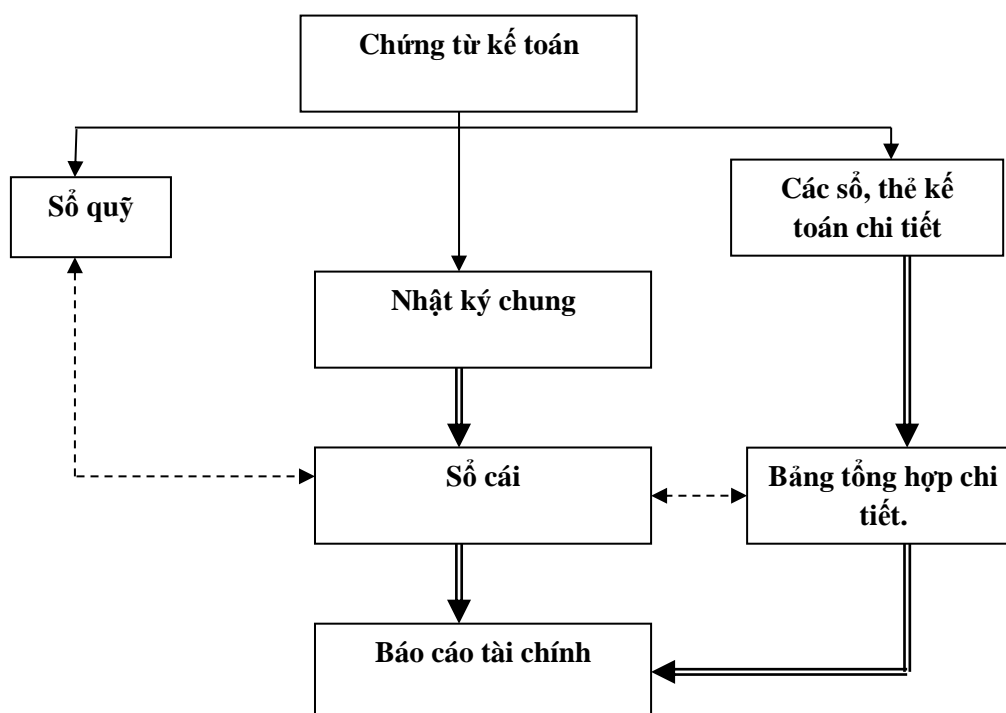 Chứng từ kế toán
Sổ quỹ
Các sổ, thẻ kế
toán chi tiết
Nhật ký chung
Sổ cái
Bảng tổng hợp chi
tiết.
Báo cáo tài chính